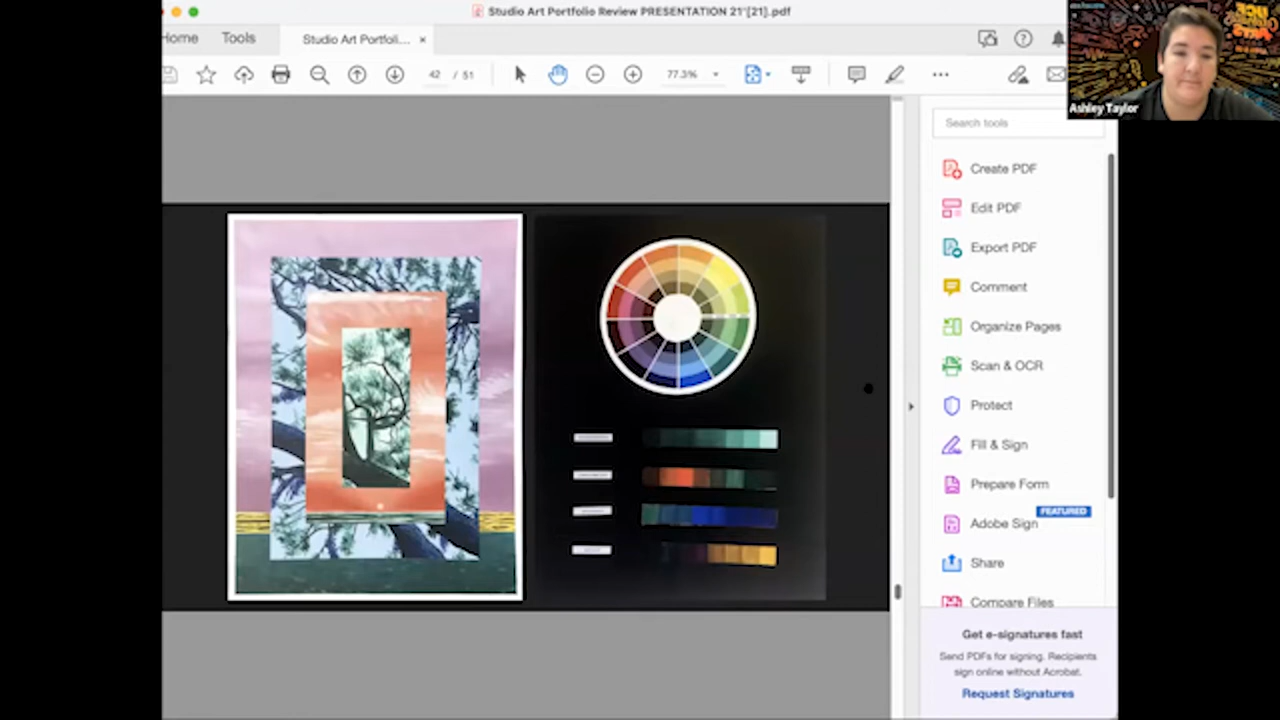 Studio Art Portfolio Review PRESENTATION 21'[21].pdf
Home
Tools
Studio Art Portfoli... ×
42 / 51
77.3%
Ashley Taylor
Search tools
Create PDF
Edit PDF
Export PDF
Comment
Organize Pages
Scan & OCR
Protect
Fill & Sign
Prepare Form
FEATURED
Adobe Sign
Share
Compare Files
Get e-signatures fast
Send PDFs for signing. Recipients
sign online without Acrobat.
Request Signatures